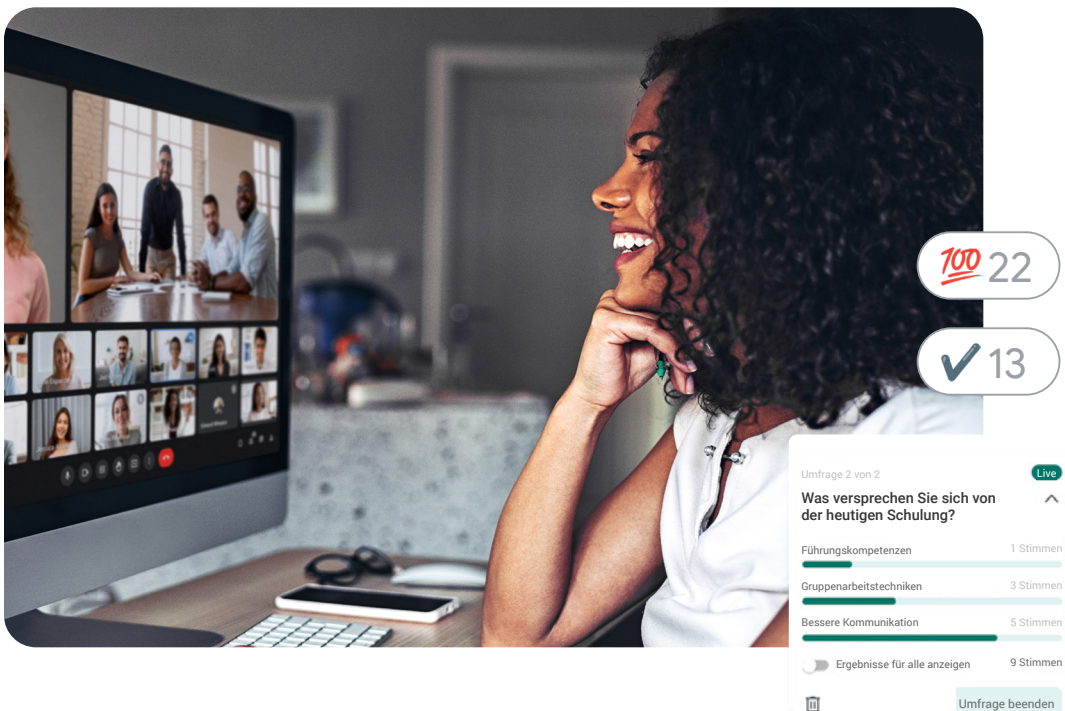 💯 22
✔ 13
Umfrage 2 von 2
Live
Was versprechen Sie sich von
der heutigen Schulung?
Führungskompetenzen
1 Stimmen
Gruppenarbeitstechniken
3 Stimmen
Bessere Kommunikation
5 Stimmen
Ergebnisse für alle anzeigen
9 Stimmen
Umfrage beenden